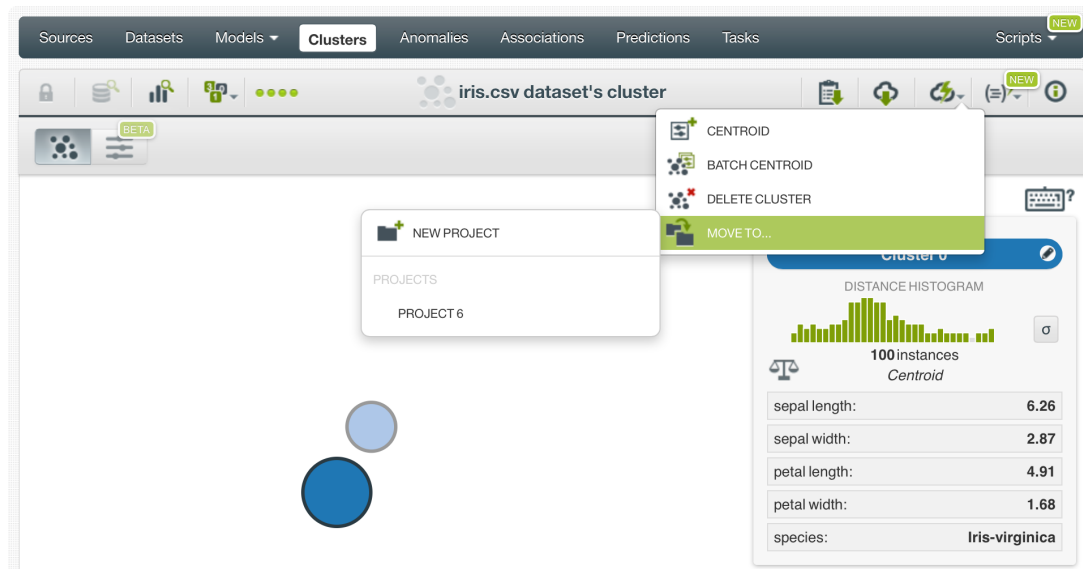 Sources Datasets Models Clusters Anomalies Associations Predictions Tasks Scripts NEW
iris.csv dataset's cluster NEW
BETA
CENTROID
BATCH CENTROID
DELETE CLUSTER
MOVE TO...
NEW PROJECT
PROJECTS
PROJECT 6
Cluster 0
DISTANCE HISTOGRAM
σ
100 instances
Centroid
sepal length: 6.26
sepal width: 2.87
petal length: 4.91
petal width: 1.68
species: Iris-virginica